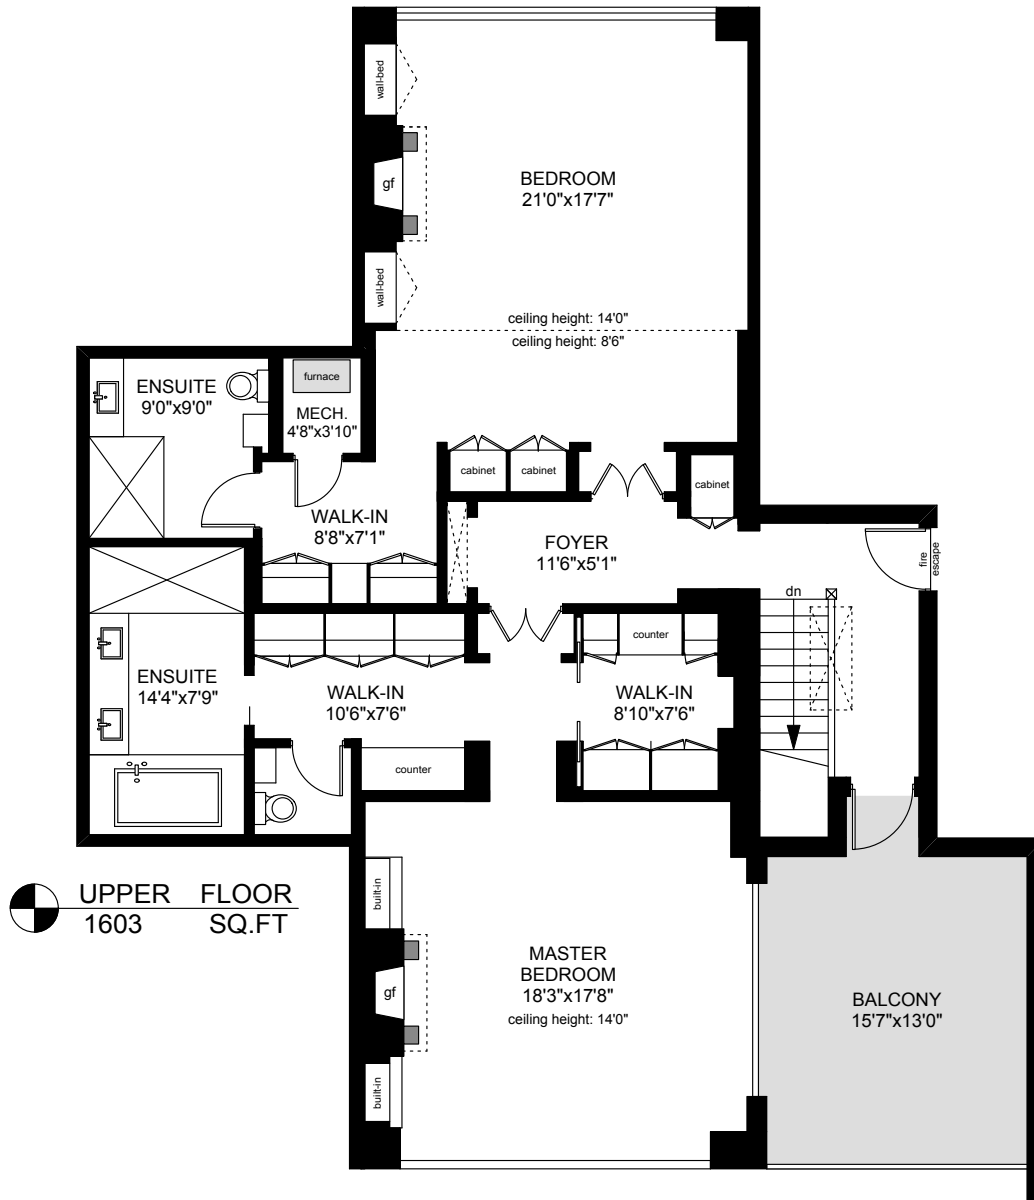 wall-bed
BEDROOM
21'0"x17'7"
gf
wall-bed
ceiling height: 14'0"
ceiling height: 8'6"
ENSUITE
9'0"x9'0"
furnace
MECH.
4'8"x3'10"
cabinet
cabinet
cabinet
WALK-IN
8'8"x7'1"
FOYER
11'6"x5'1"
fire
escape
dn
counter
ENSUITE
14'4"x7'9"
WALK-IN
10'6"x7'6"
WALK-IN
8'10"x7'6"
counter
built-in
UPPER FLOOR
1603 SQ.FT
MASTER
BEDROOM
18'3"x17'8"
ceiling height: 14'0"
gf
BALCONY
15'7"x13'0"
built-in